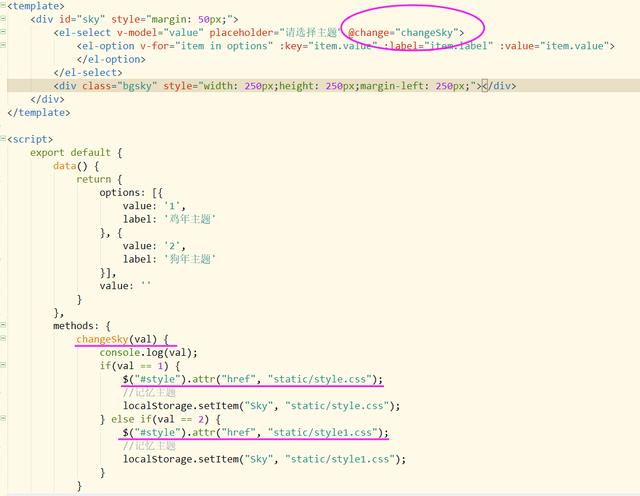 <template>
<div id="sky" style="margin: 50px;">
<el-select v-model="value" placeholder="请选择主题" @change="changeSky">
<el-option v-for="item in options" :key="item.value" :label="item.label" :value="item.value">
</el-option>
</el-select>
<div class="bgsky" style="width: 250px;height: 250px;margin-left: 250px;"></div>
</div>
</template>
<script>
export default {
data() {
return {
options: [{
value: '1',
label: '鸡年主题'
}, {
value: '2',
label: '狗年主题'
}],
value: ''
}
},
methods: {
changeSky(val) {
console.log(val);
if(val == 1) {
$("#style").attr("href", "static/style.css");
//记忆主题
localStorage.setItem("Sky", "static/style.css");
} else if(val == 2) {
$("#style").attr("href", "static/style1.css");
//记忆主题
localStorage.setItem("Sky", "static/style1.css");
}
}